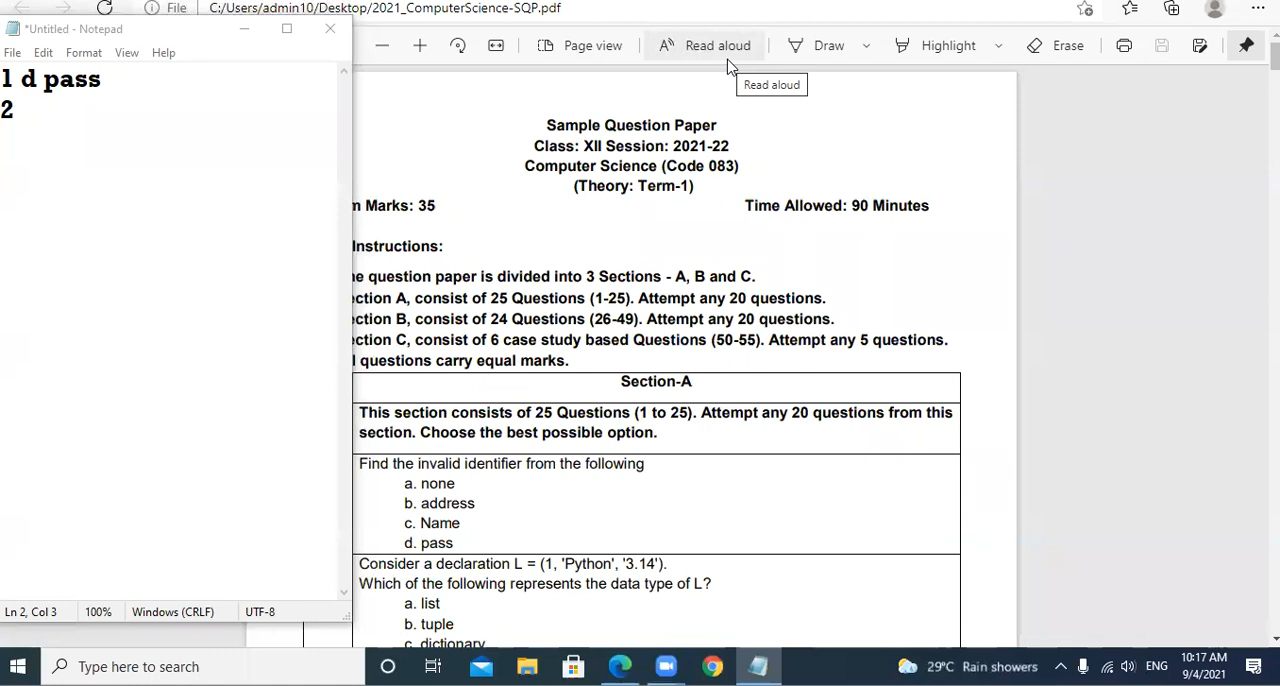 File
C:/Users/admin10/Desktop/2021_ComputerScience-SQP.pdf
*Untitled - Notepad
File Edit Format View Help
1 d pass
2
Ln 2, Col 3 100% Windows (CRLF) UTF-8
Page view
Read aloud
Draw
Highlight
Erase
Read aloud
Sample Question Paper
Class: XII Session: 2021-22
Computer Science (Code 083)
(Theory: Term-1)
m Marks: 35 Time Allowed: 90 Minutes
Instructions:
e question paper is divided into 3 Sections - A, B and C.
ction A, consist of 25 Questions (1-25). Attempt any 20 questions.
ction B, consist of 24 Questions (26-49). Attempt any 20 questions.
ction C, consist of 6 case study based Questions (50-55). Attempt any 5 questions.
l questions carry equal marks.
Section-A
This section consists of 25 Questions (1 to 25). Attempt any 20 questions from this
section. Choose the best possible option.
Find the invalid identifier from the following
a. none
b. address
c. Name
d. pass
Consider a declaration L = (1, 'Python', '3.14').
Which of the following represents the data type of L?
a. list
b. tuple
c. dictionary
Type here to search
29°C Rain showers
ENG
10:17 AM
9/4/2021